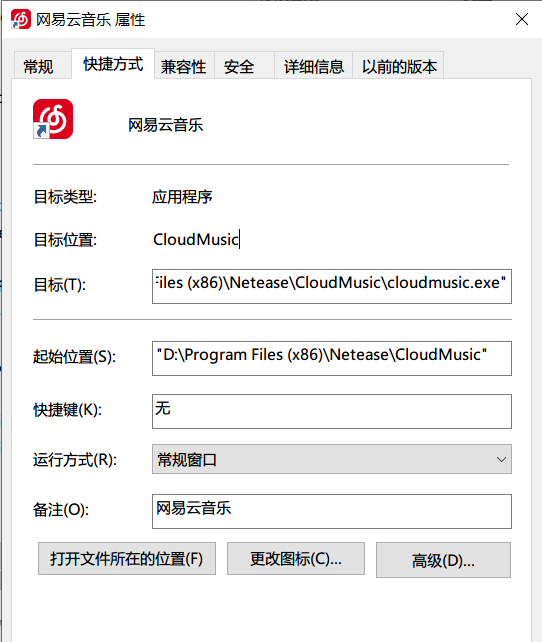 网易云音乐 属性
常规 快捷方式 兼容性 安全 详细信息 以前的版本
网易云音乐
目标类型: 应用程序
目标位置: CloudMusic
目标(T): iles (x86)\Netease\CloudMusic\cloudmusic.exe"
起始位置(S): "D:\Program Files (x86)\Netease\CloudMusic"
快捷键(K): 无
运行方式(R): 常规窗口
备注(O): 网易云音乐
打开文件所在的位置(F) 更改图标(C)... 高级(D)...